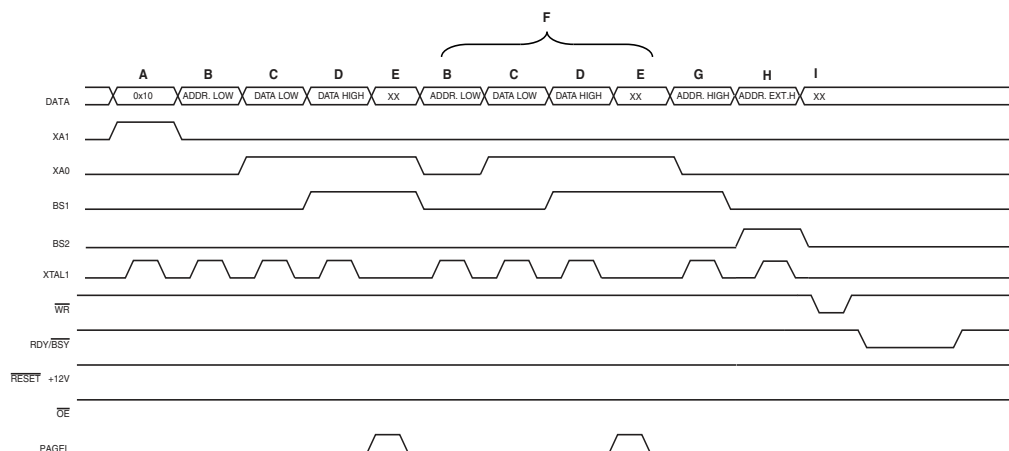 F
A B C D E B C D E G H I
DATA 0x10 ADDR. LOW DATA LOW DATA HIGH XX ADDR. LOW DATA LOW DATA HIGH XX ADDR. HIGH ADDR. EXT.H XX
XA1
XA0
BS1
BS2
XTAL1
WR
RDY/BSY
RESET +12V
OE
PAGEL